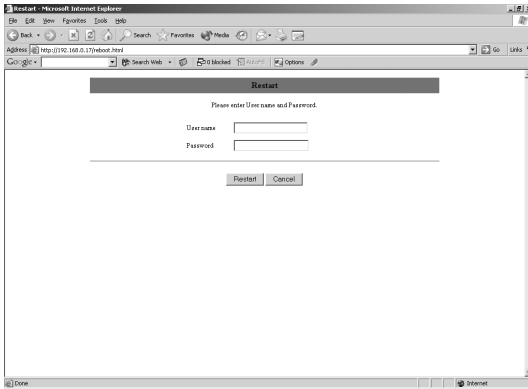 Restart - Microsoft Internet Explorer
File Edit View Favorites Tools Help
Back Search Favorites Media
Address http://192.168.0.17/reboot.html Go Links
Google Search Web 0 blocked AutoFill Options
Restart
Please enter User name and Password.
User name
Password
Restart Cancel
Done Internet